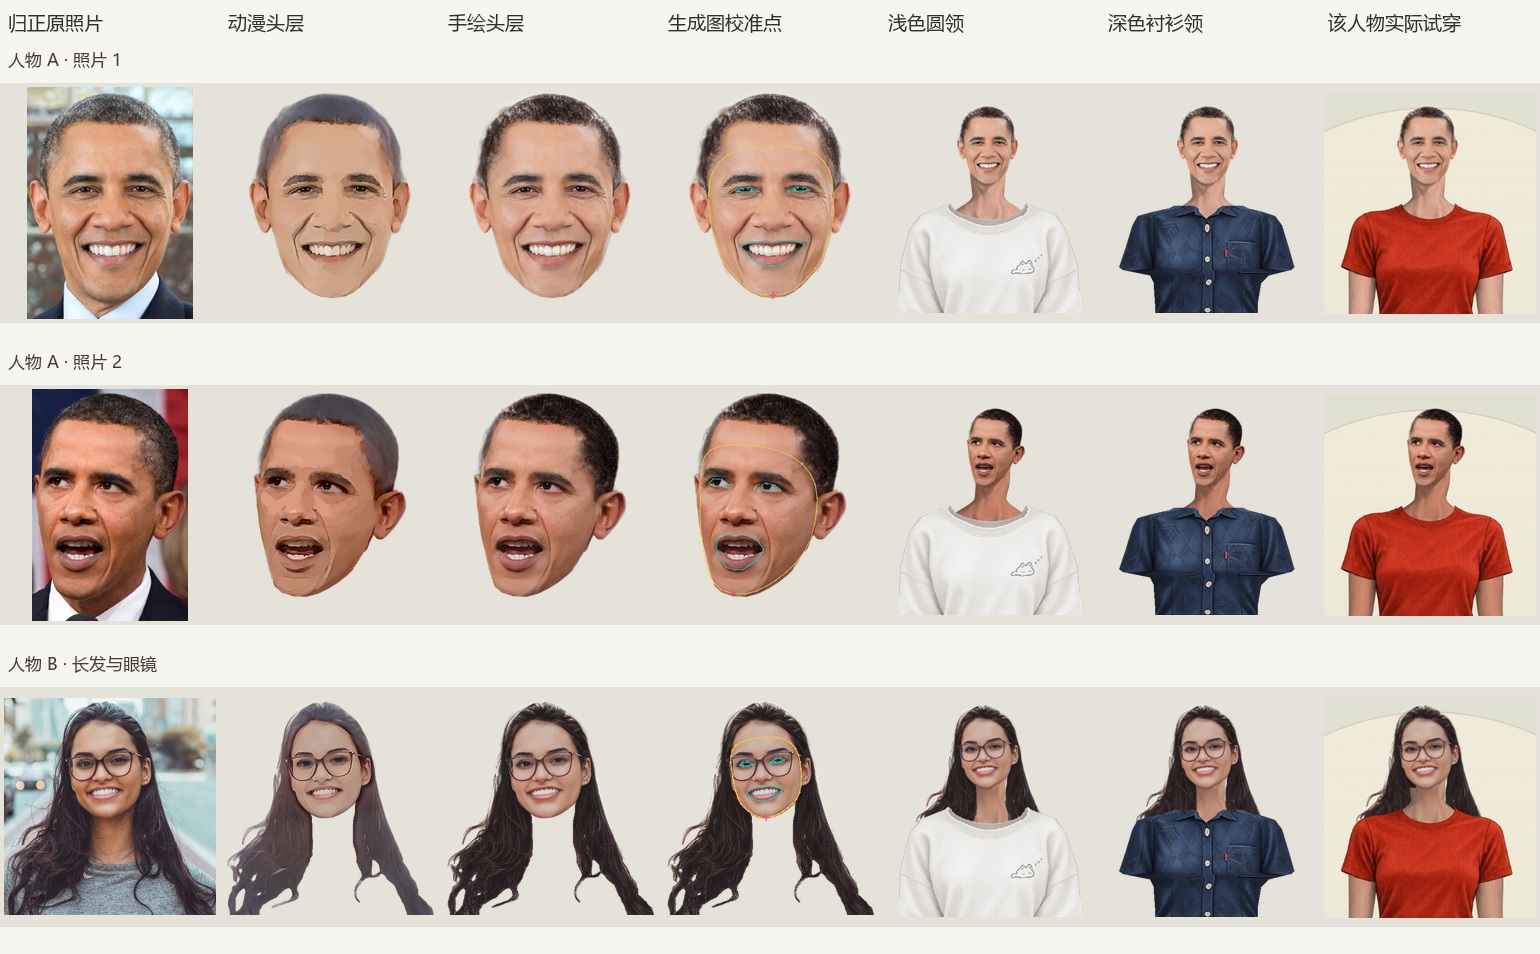 归正原照片
动漫头层
手绘头层
生成图校准点
浅色圆领
深色衬衫领
该人物实际试穿
人物 A · 照片 1
人物 A · 照片 2
人物 B · 长发与眼镜